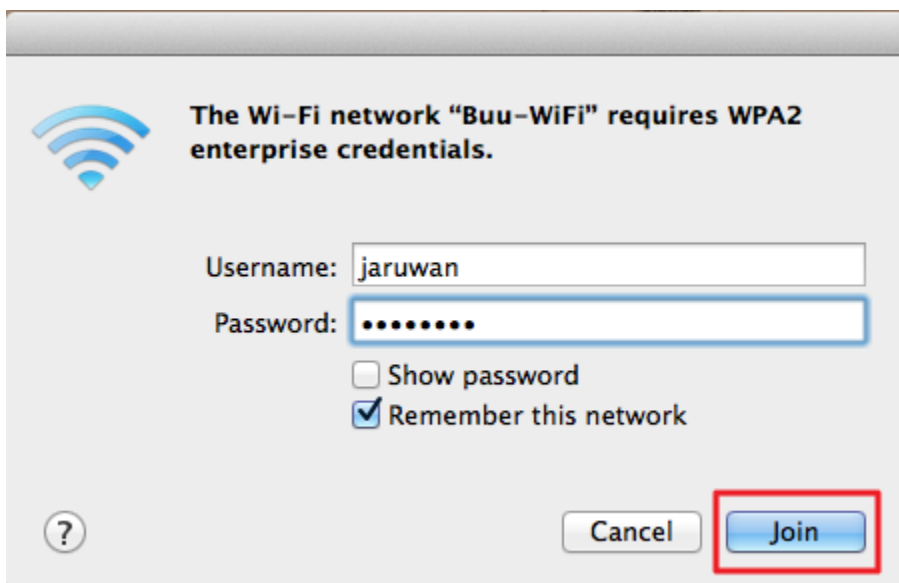 The Wi-Fi network “Buu-WiFi” requires WPA2
enterprise credentials.
Username: jaruwan
Password: ••••••••
Show password
Remember this network
? Cancel Join